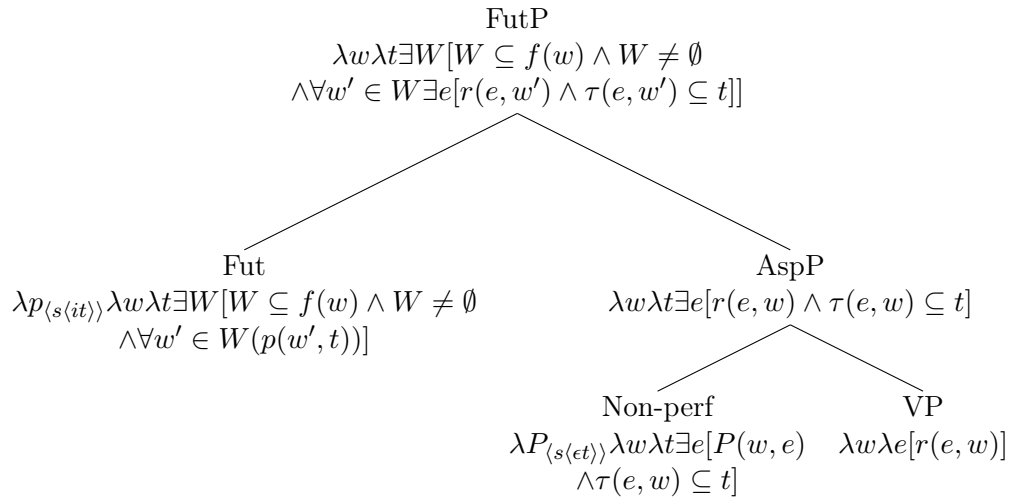 FutP
λwλt∃W[W ⊆ f(w) ∧ W ≠ ∅
∧∀w′ ∈ W∃e[r(e, w′) ∧ τ(e, w′) ⊆ t]]
Fut
λp⟨s⟨it⟩⟩λwλt∃W[W ⊆ f(w) ∧ W ≠ ∅
∧∀w′ ∈ W(p(w′, t))]
AspP
λwλt∃e[r(e, w) ∧ τ(e, w) ⊆ t]
Non-perf
λP⟨s⟨ϵt⟩⟩λwλt∃e[P(w, e)
∧τ(e, w) ⊆ t]
VP
λwλe[r(e, w)]